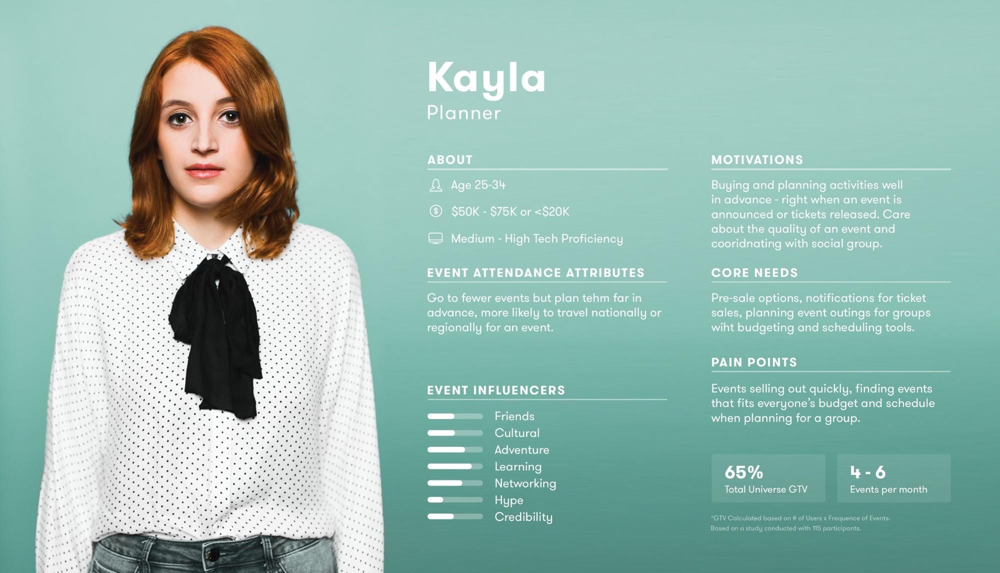 Kayla
Planner
ABOUT
Age 25-34
$50K - $75K or <$20K
Medium - High Tech Proficiency
EVENT ATTENDANCE ATTRIBUTES
Go to fewer events but plan tehm far in
advance, more likely to travel nationally or
regionally for an event.
EVENT INFLUENCERS
Friends
Cultural
Adventure
Learning
Networking
Hype
Credibility
MOTIVATIONS
Buying and planning activities well
in advance - right when an event is
announced or tickets released. Care
about the quality of an event and
cooridnating with social group.
CORE NEEDS
Pre-sale options, notifications for ticket
sales, planning event outings for groups
wiht budgeting and scheduling tools.
PAIN POINTS
Events selling out quickly, finding events
that fits everyone's budget and schedule
when planning for a group.
65%
Total Universe GTV
4 - 6
Events per month
*GTV Calculated based on # of Users x Frequence of Events.
Based on a study conducted with 115 participants.